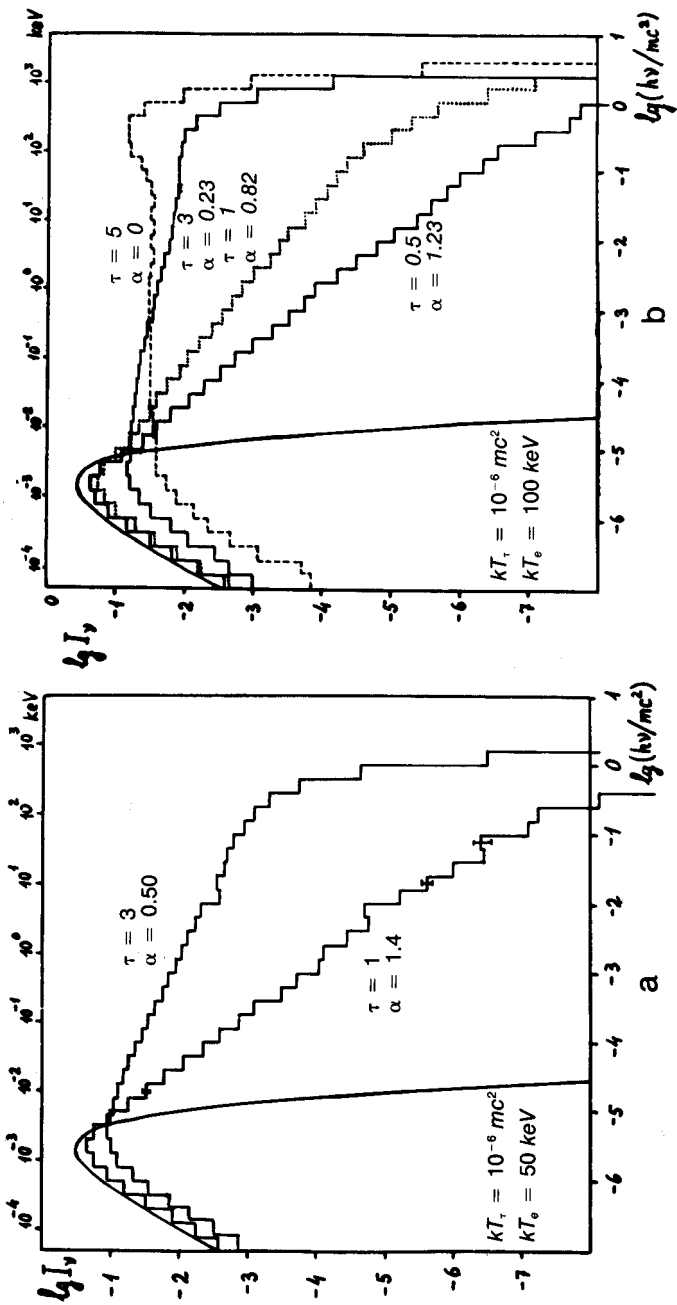 10⁻⁴ 10⁻³ 10⁻² 10⁻¹ 10⁰ 10¹ 10² 10³ keV
lg Iν
-1
-2
-3
-4
-5
-6
-7
τ = 3
α = 0.50
τ = 1
α = 1.4
kTᵣ = 10⁻⁶ mc²
kTₑ = 50 keV
-6 -5 -4 -3 -2 -1 0 1
lg(hν/mc²)
a
10⁻⁴ 10⁻³ 10⁻² 10⁻¹ 10⁰ 10¹ 10² 10³ keV
lg Iν
0
-1
-2
-3
-4
-5
-6
-7
τ = 5
α = 0
τ = 3
α = 0.23
τ = 1
α = 0.82
τ = 0.5
α = 1.23
kTᵣ = 10⁻⁶ mc²
kTₑ = 100 keV
-6 -5 -4 -3 -2 -1 0 1
lg(hν/mc²)
b